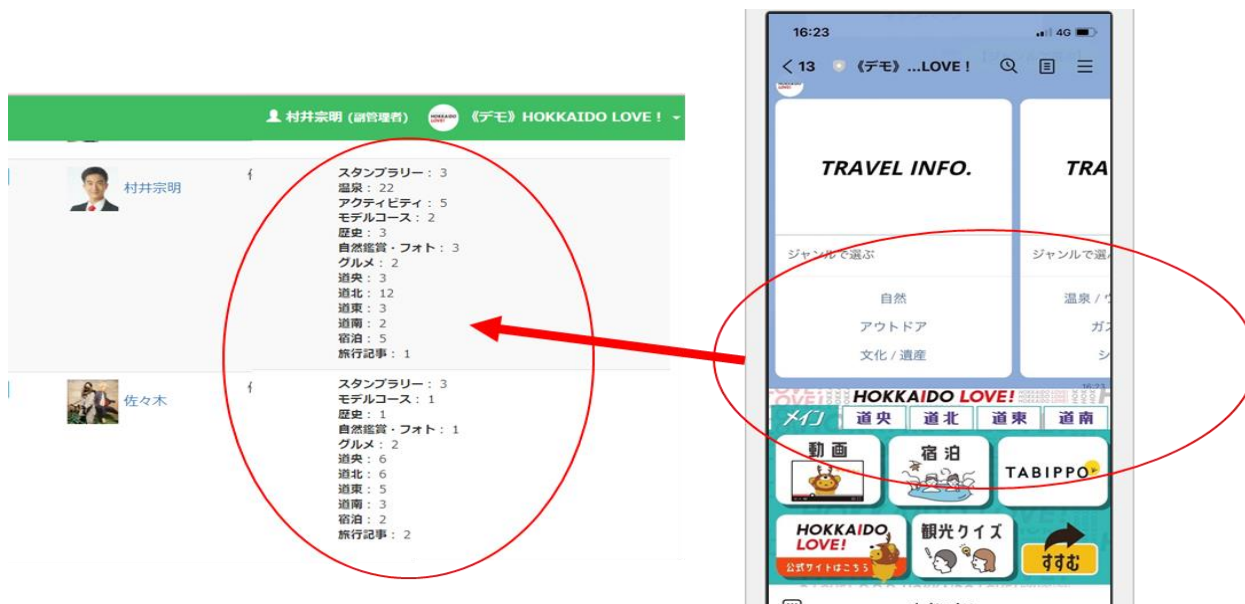 村井宗明 (副管理者)
HOKKAIDO LOVE!
《デモ》 HOKKAIDO LOVE !
村井宗明
スタンプラリー : 3
温泉 : 22
アクティビティ : 5
モデルコース : 2
歴史 : 3
自然鑑賞・フォト : 3
グルメ : 2
道央 : 3
道北 : 12
道東 : 3
道南 : 2
宿泊 : 5
旅行記事 : 1
佐々木
スタンプラリー : 3
モデルコース : 1
歴史 : 1
自然鑑賞・フォト : 1
グルメ : 2
道央 : 6
道北 : 6
道東 : 5
道南 : 3
宿泊 : 2
旅行記事 : 2
16:23
4G
13
《デモ》 ...LOVE !
TRAVEL INFO.
TRA
ジャンルで選ぶ
ジャンルで選
自然
温泉 /
アウトドア
ガ
文化 / 遺産
シ
16:23
HOKKAIDO LOVE!
メイン 道央 道北 道東 道南
動画
宿泊
TABIPPO
HOKKAIDO
LOVE!
公式サイトはこちら
観光クイズ
すすむ